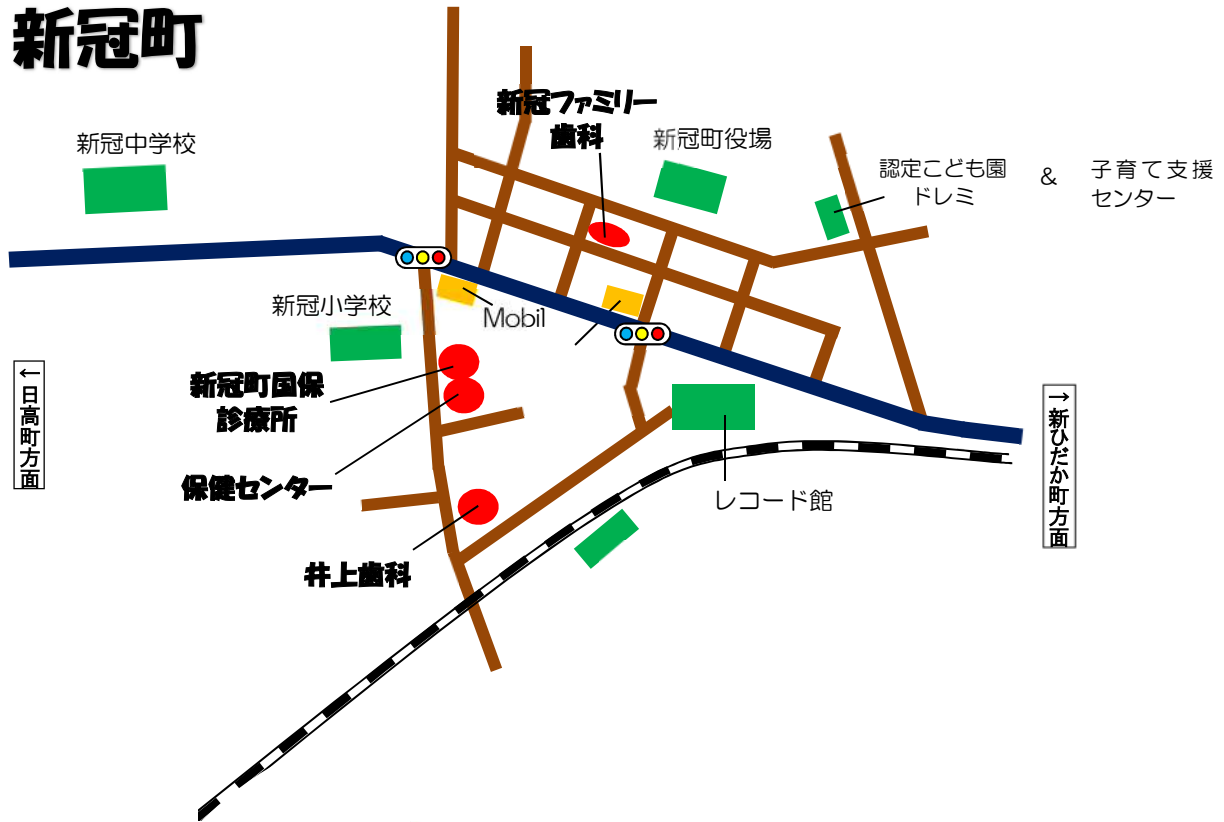 新冠町
新冠ファミリー
歯科
新冠中学校
新冠町役場
認定こども園
ドレミ
&
子育て支援
センター
新冠小学校
Mobil
←日高町方面
新冠町国保
診療所
→新ひだか町方面
保健センター
レコード館
井上歯科